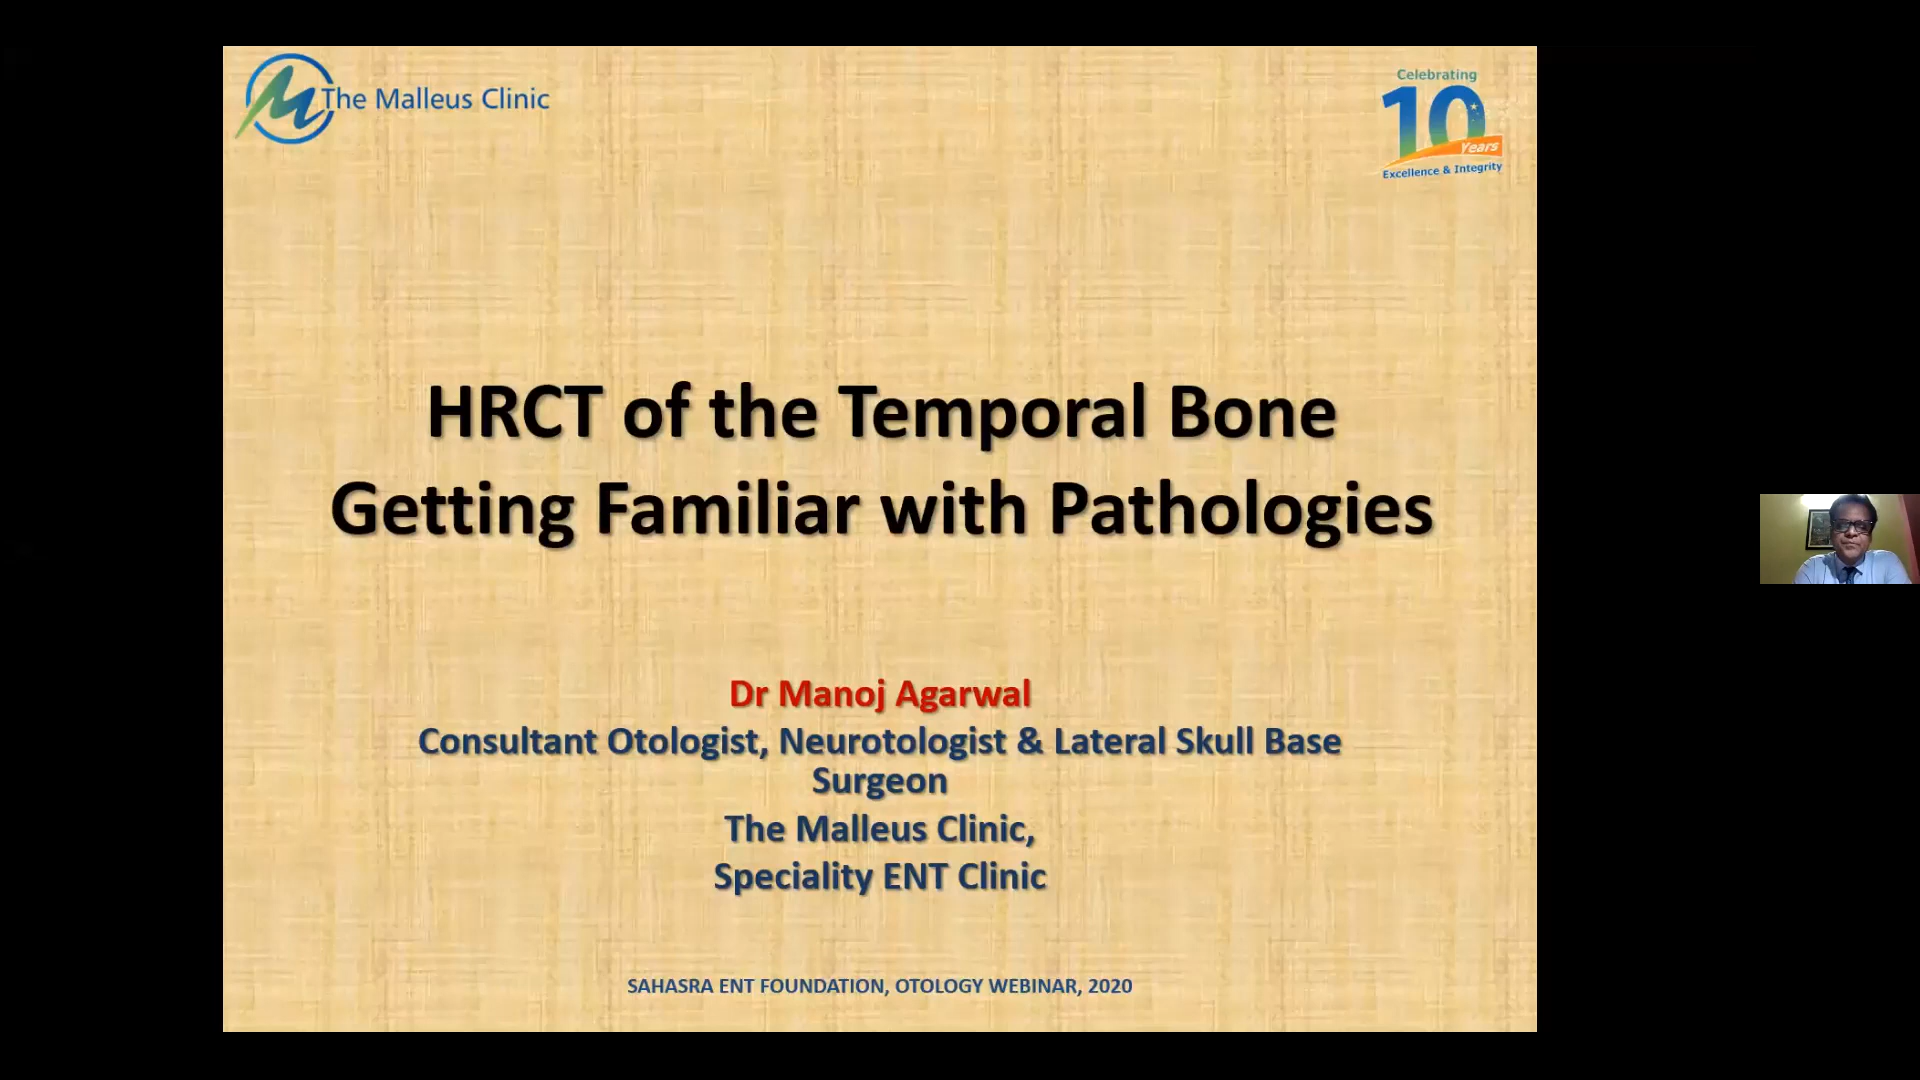 The Malleus Clinic
Celebrating
10
Years
Excellence & Integrity
HRCT of the Temporal Bone
Getting Familiar with Pathologies
Dr Manoj Agarwal
Consultant Otologist, Neurotologist & Lateral Skull Base
Surgeon
The Malleus Clinic,
Speciality ENT Clinic
SAHASRA ENT FOUNDATION, OTOLOGY WEBINAR, 2020